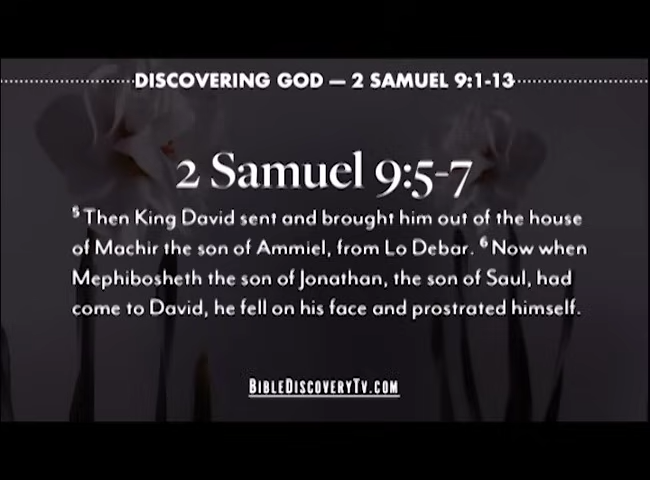 DISCOVERING GOD — 2 SAMUEL 9:1-13
2 Samuel 9:5-7
⁵ Then King David sent and brought him out of the house
of Machir the son of Ammiel, from Lo Debar. ⁶ Now when
Mephibosheth the son of Jonathan, the son of Saul, had
come to David, he fell on his face and prostrated himself.
BIBLEDISCOVERYTV.COM